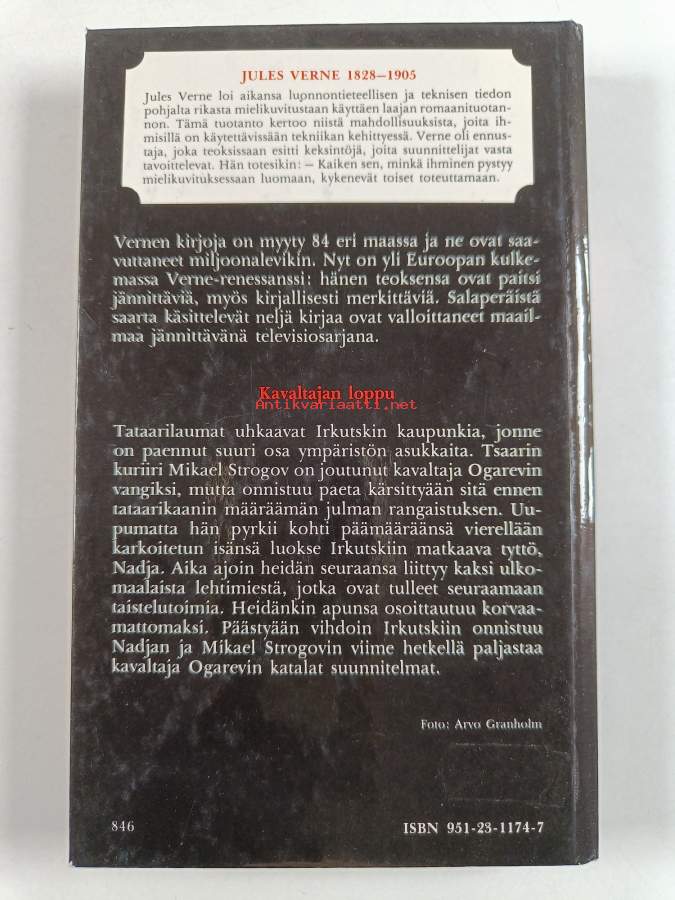 JULES VERNE 1828–1905
Jules Verne loi aikansa luonnontieteellisen ja teknisen tiedon
pohjalta rikasta mielikuvitustaan käyttäen laajan romaanituotan-
non. Tämä tuotanto kertoo niistä mahdollisuuksista, joita ih-
misillä on käytettävissään tekniikan kehittyessä. Verne oli ennus-
taja, joka teoksissaan esitti keksintöjä, joita suunnittelijat vasta
tavoittelevat. Hän totesikin: – Kaiken sen, minkä ihminen pystyy
mielikuvituksessaan luomaan, kykenevät toiset toteuttamaan.
Vernen kirjoja on myyty 84 eri maassa ja ne ovat saa-
vuttaneet miljoonalevikin. Nyt on yli Euroopan kulke-
massa Verne-renessanssi: hänen teoksensa ovat paitsi
jännittäviä, myös kirjallisesti merkittäviä. Salaperäistä
saarta käsittelevät neljä kirjaa ovat valloittaneet maail-
maa jännittävänä televisiosarjana.
Kavaltajan loppu
Antikvariaatti.net
Tataarilaumat uhkaavat Irkutskin kaupunkia, jonne
on paennut suuri osa ympäristön asukkaita. Tsaarin
kuriiri Mikael Strogov on joutunut kavaltaja Ogarevin
vangiksi, mutta onnistuu paeta kärsittyään sitä ennen
tataarikaanin määräämän julman rangaistuksen. Uu-
pumatta hän pyrkii kohti päämääräänsä vierellään
karkoitetun isänsä luokse Irkutskiin matkaava tyttö,
Nadja. Aika ajoin heidän seuraansa liittyy kaksi ulko-
maalaista lehtimiestä, jotka ovat tulleet seuraamaan
taistelutoimia. Heidänkin apunsa osoittautuu korvaa-
mattomaksi. Päästyään vihdoin Irkutskiin onnistuu
Nadjan ja Mikael Strogovin viime hetkellä paljastaa
kavaltaja Ogarevin katalat suunnitelmat.
Foto: Arvo Granholm
846
ISBN 951-23-1174-7